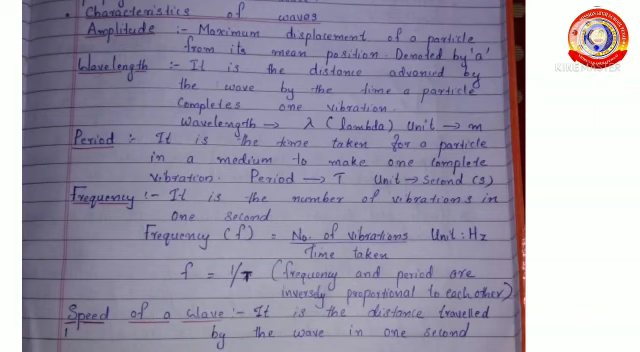 • Characteristics of waves
Amplitude :- Maximum displacement of a particle
from its mean position. Denoted by 'a'
Wavelength :- It is the distance advanced by
the wave by the time a particle
completes one vibration.
Wavelength → λ (lambda) Unit → m
Period :- It is the time taken for a particle
in a medium to make one complete
vibration. Period → T Unit → Second (s)
Frequency :- It is the number of vibrations in
one second
Frequency (f) = No. of vibrations Unit : Hz
Time taken
f = 1/T (frequency and period are
inversly proportional to each other)
Speed of a wave :- It is the distance travelled
by the wave in one second
KINEMASTER